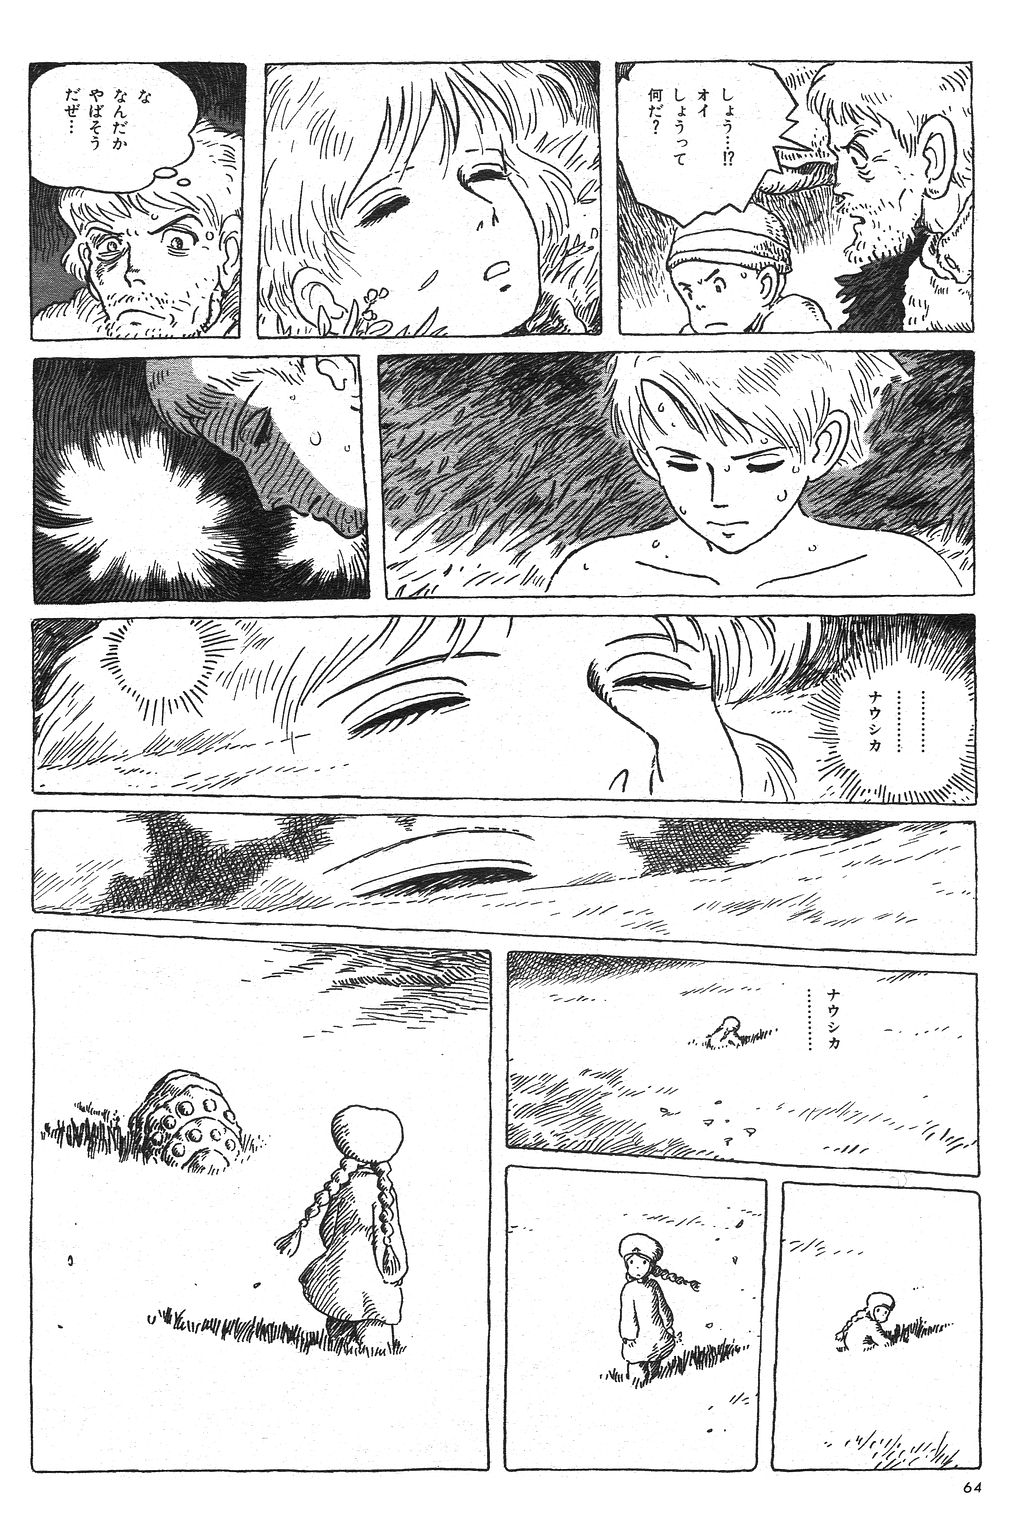 しょう…!?
オイ
しょうって
何だ?
な
なんだか
やばそう
だぜ…
…………
…………
ナウシカ
ナウシカ
…………
64